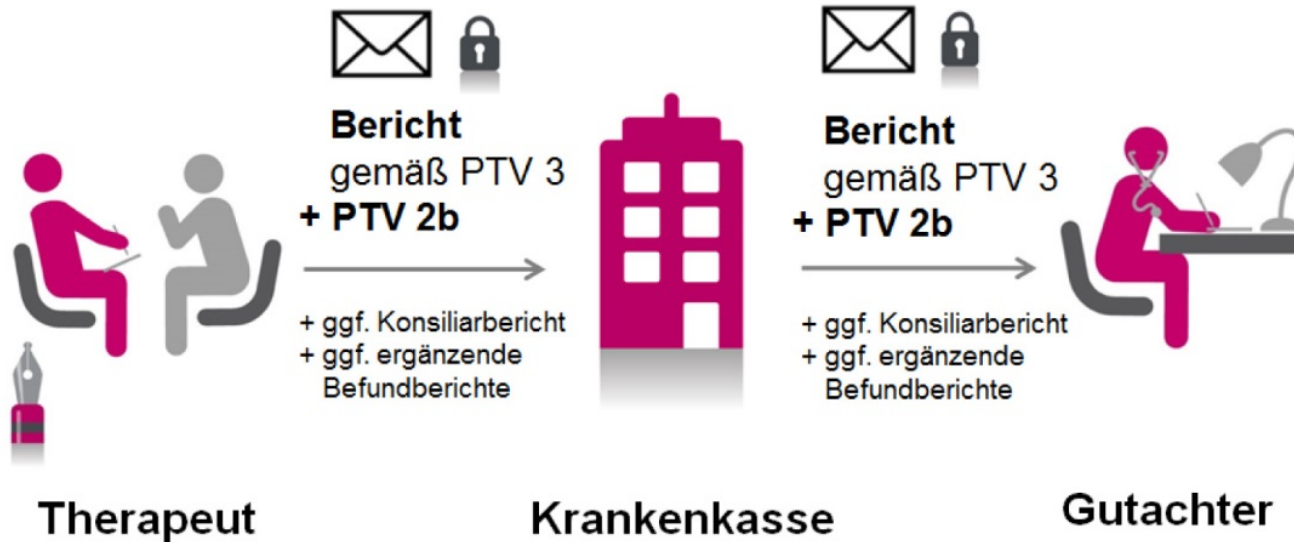 Bericht
gemäß PTV 3
+ PTV 2b
+ ggf. Konsiliarbericht
+ ggf. ergänzende
Befundberichte
Bericht
gemäß PTV 3
+ PTV 2b
+ ggf. Konsiliarbericht
+ ggf. ergänzende
Befundberichte
Therapeut
Krankenkasse
Gutachter